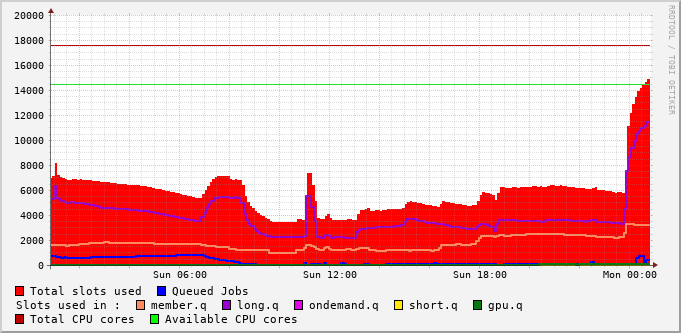 20000
18000
16000
14000
12000
10000
8000
6000
4000
2000
0
Sun 06:00 Sun 12:00 Sun 18:00 Mon 00:00
RRDTOOL / TOBI OETIKER
Total slots used Queued Jobs
Slots used in : member.q long.q ondemand.q short.q gpu.q
Total CPU cores Available CPU cores